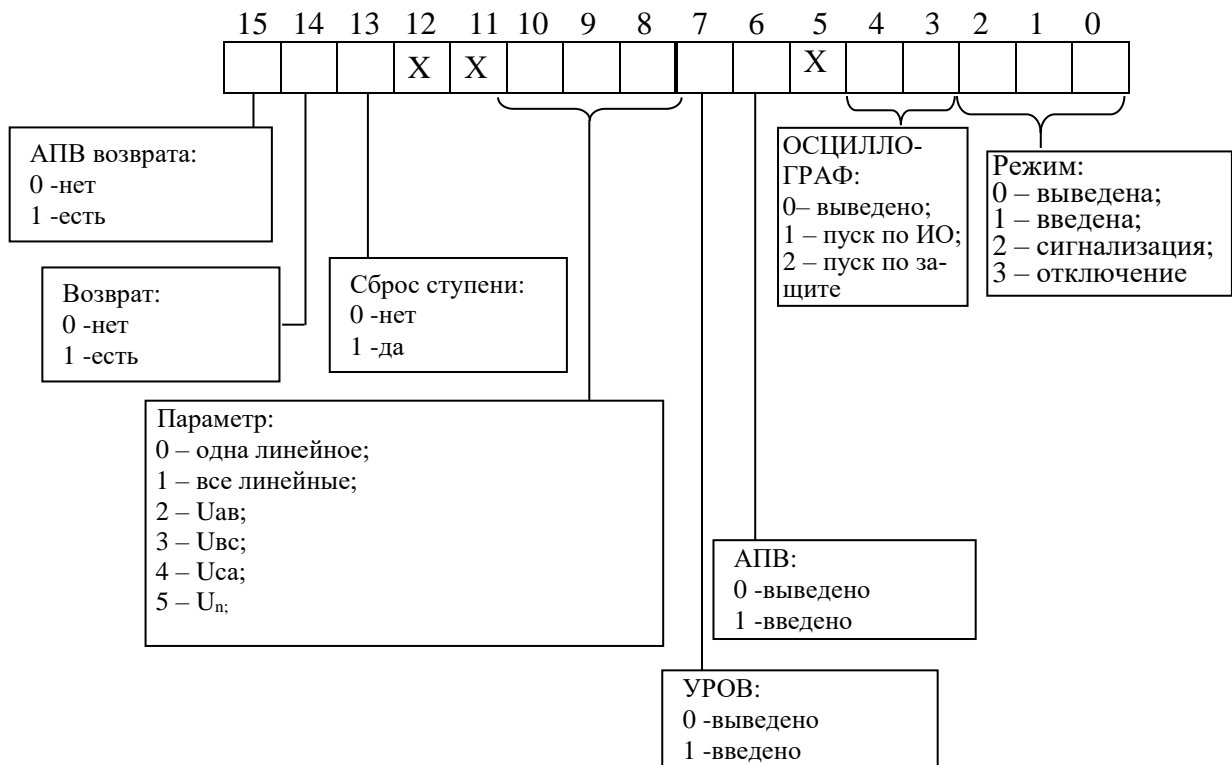 15 14 13 12 11 10 9 8 7 6 5 4 3 2 1 0
X X X
АПВ возврата:
0 -нет
1 -есть
Возврат:
0 -нет
1 -есть
Сброс ступени:
0 -нет
1 -да
ОСЦИЛЛО-
ГРАФ:
0– выведено;
1 – пуск по ИО;
2 – пуск по за-
щите
Режим:
0 – выведена;
1 – введена;
2 – сигнализация;
3 – отключение
Параметр:
0 – одна линейное;
1 – все линейные;
2 – Uав;
3 – Uвс;
4 – Uса;
5 – Un;
АПВ:
0 -выведено
1 -введено
УРОВ:
0 -выведено
1 -введено